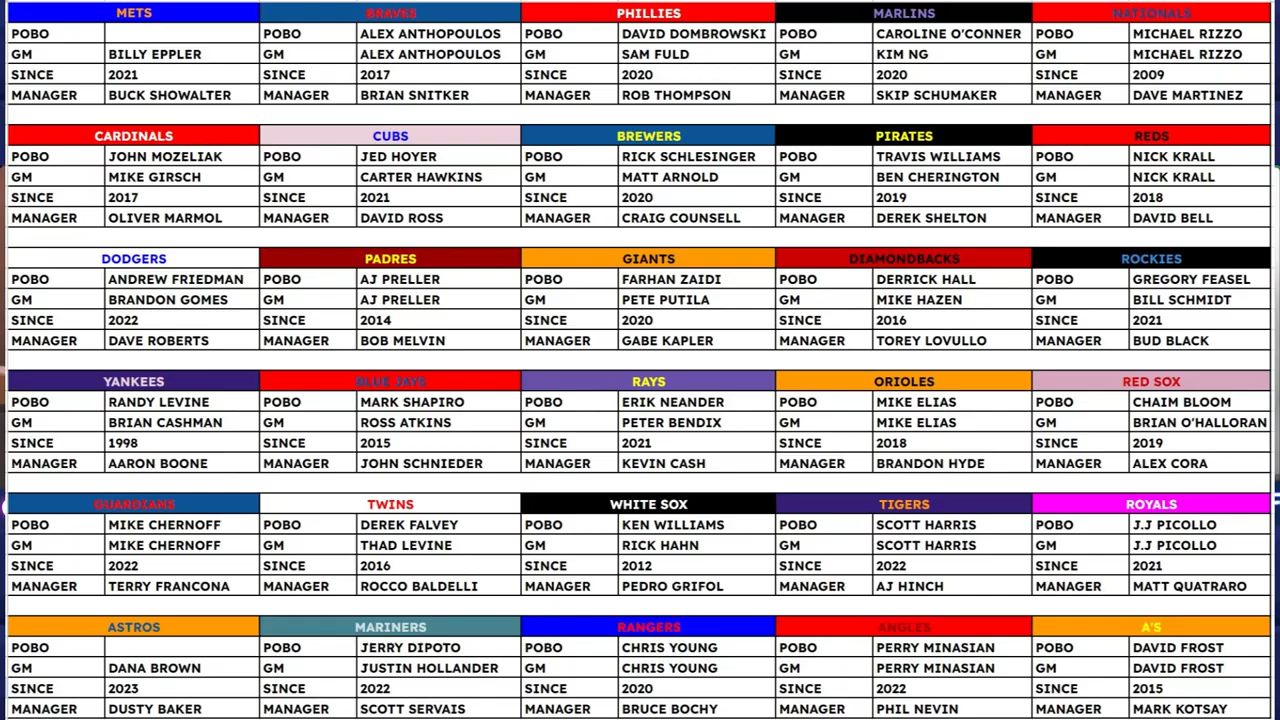 METS BRAVES PHILLIES MARLINS NATIONALS
POBO POBO ALEX ANTHOPOULOS POBO DAVID DOMBROWSKI POBO CAROLINE O'CONNER POBO MICHAEL RIZZO
GM BILLY EPPLER GM ALEX ANTHOPOULOS GM SAM FULD GM KIM NG GM MICHAEL RIZZO
SINCE 2021 SINCE 2017 SINCE 2020 SINCE 2020 SINCE 2009
MANAGER BUCK SHOWALTER MANAGER BRIAN SNITKER MANAGER ROB THOMPSON MANAGER SKIP SCHUMAKER MANAGER DAVE MARTINEZ
CARDINALS CUBS BREWERS PIRATES REDS
POBO JOHN MOZELIAK POBO JED HOYER POBO RICK SCHLESINGER POBO TRAVIS WILLIAMS POBO NICK KRALL
GM MIKE GIRSCH GM CARTER HAWKINS GM MATT ARNOLD GM BEN CHERINGTON GM NICK KRALL
SINCE 2017 SINCE 2021 SINCE 2020 SINCE 2019 SINCE 2018
MANAGER OLIVER MARMOL MANAGER DAVID ROSS MANAGER CRAIG COUNSELL MANAGER DEREK SHELTON MANAGER DAVID BELL
DODGERS PADRES GIANTS DIAMONDBACKS ROCKIES
POBO ANDREW FRIEDMAN POBO AJ PRELLER POBO FARHAN ZAIDI POBO DERRICK HALL POBO GREGORY FEASEL
GM BRANDON GOMES GM AJ PRELLER GM PETE PUTILA GM MIKE HAZEN GM BILL SCHMIDT
SINCE 2022 SINCE 2014 SINCE 2020 SINCE 2016 SINCE 2021
MANAGER DAVE ROBERTS MANAGER BOB MELVIN MANAGER GABE KAPLER MANAGER TOREY LOVULLO MANAGER BUD BLACK
YANKEES BLUE JAYS RAYS ORIOLES RED SOX
POBO RANDY LEVINE POBO MARK SHAPIRO POBO ERIK NEANDER POBO MIKE ELIAS POBO CHAIM BLOOM
GM BRIAN CASHMAN GM ROSS ATKINS GM PETER BENDIX GM MIKE ELIAS GM BRIAN O'HALLORAN
SINCE 1998 SINCE 2015 SINCE 2021 SINCE 2018 SINCE 2019
MANAGER AARON BOONE MANAGER JOHN SCHNIEDER MANAGER KEVIN CASH MANAGER BRANDON HYDE MANAGER ALEX CORA
GUARDIANS TWINS WHITE SOX TIGERS ROYALS
POBO MIKE CHERNOFF POBO DEREK FALVEY POBO KEN WILLIAMS POBO SCOTT HARRIS POBO J.J PICOLLO
GM MIKE CHERNOFF GM THAD LEVINE GM RICK HAHN GM SCOTT HARRIS GM J.J PICOLLO
SINCE 2022 SINCE 2016 SINCE 2012 SINCE 2022 SINCE 2021
MANAGER TERRY FRANCONA MANAGER ROCCO BALDELLI MANAGER PEDRO GRIFOL MANAGER AJ HINCH MANAGER MATT QUATRARO
ASTROS MARINERS RANGERS ANGLES A'S
POBO POBO JERRY DIPOTO POBO CHRIS YOUNG POBO PERRY MINASIAN POBO DAVID FROST
GM DANA BROWN GM JUSTIN HOLLANDER GM CHRIS YOUNG GM PERRY MINASIAN GM DAVID FROST
SINCE 2023 SINCE 2022 SINCE 2020 SINCE 2022 SINCE 2015
MANAGER DUSTY BAKER MANAGER SCOTT SERVAIS MANAGER BRUCE BOCHY MANAGER PHIL NEVIN MANAGER MARK KOTSAY